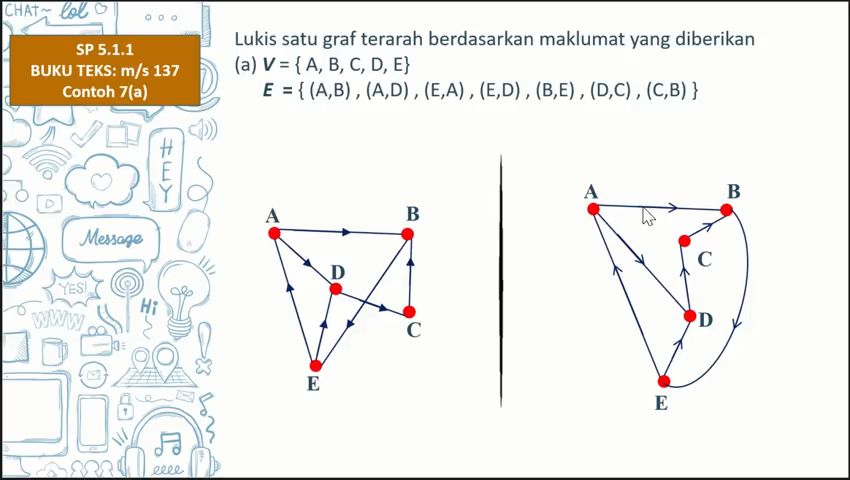 CHAT~ lol
SP 5.1.1
BUKU TEKS: m/s 137
Contoh 7(a)
Lukis satu graf terarah berdasarkan maklumat yang diberikan
(a) V = { A, B, C, D, E}
E = { (A,B) , (A,D) , (E,A) , (E,D) , (B,E) , (D,C) , (C,B) }
HEY
Message
YES!
WWW
Hi
A
B
D
C
E
A
B
C
D
E